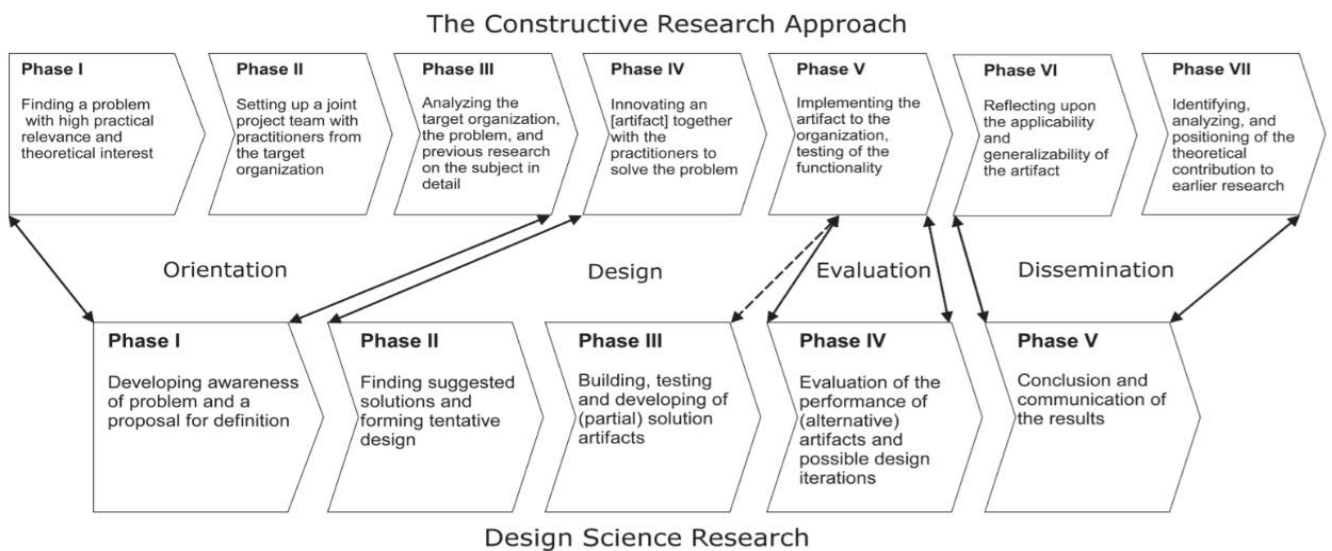 The Constructive Research Approach
Phase I
Finding a problem
with high practical
relevance and
theoretical interest
Phase II
Setting up a joint
project team with
practitioners from
the target
organization
Phase III
Analyzing the
target organization,
the problem, and
previous research
on the subject in
detail
Phase IV
Innovating an
[artifact] together
with the
practitioners to
solve the problem
Phase V
Implementing the
artifact to the
organization,
testing of the
functionality
Phase VI
Reflecting upon
the applicability
and
generalizability of
the artifact
Phase VII
Identifying,
analyzing, and
positioning of the
theoretical
contribution to
earlier research
Orientation
Design
Evaluation
Dissemination
Phase I
Developing awareness
of problem and a
proposal for definition
Phase II
Finding suggested
solutions and
forming tentative
design
Phase III
Building, testing
and developing of
(partial) solution
artifacts
Phase IV
Evaluation of the
performance of
(alternative)
artifacts and
possible design
iterations
Phase V
Conclusion and
communication of
the results
Design Science Research